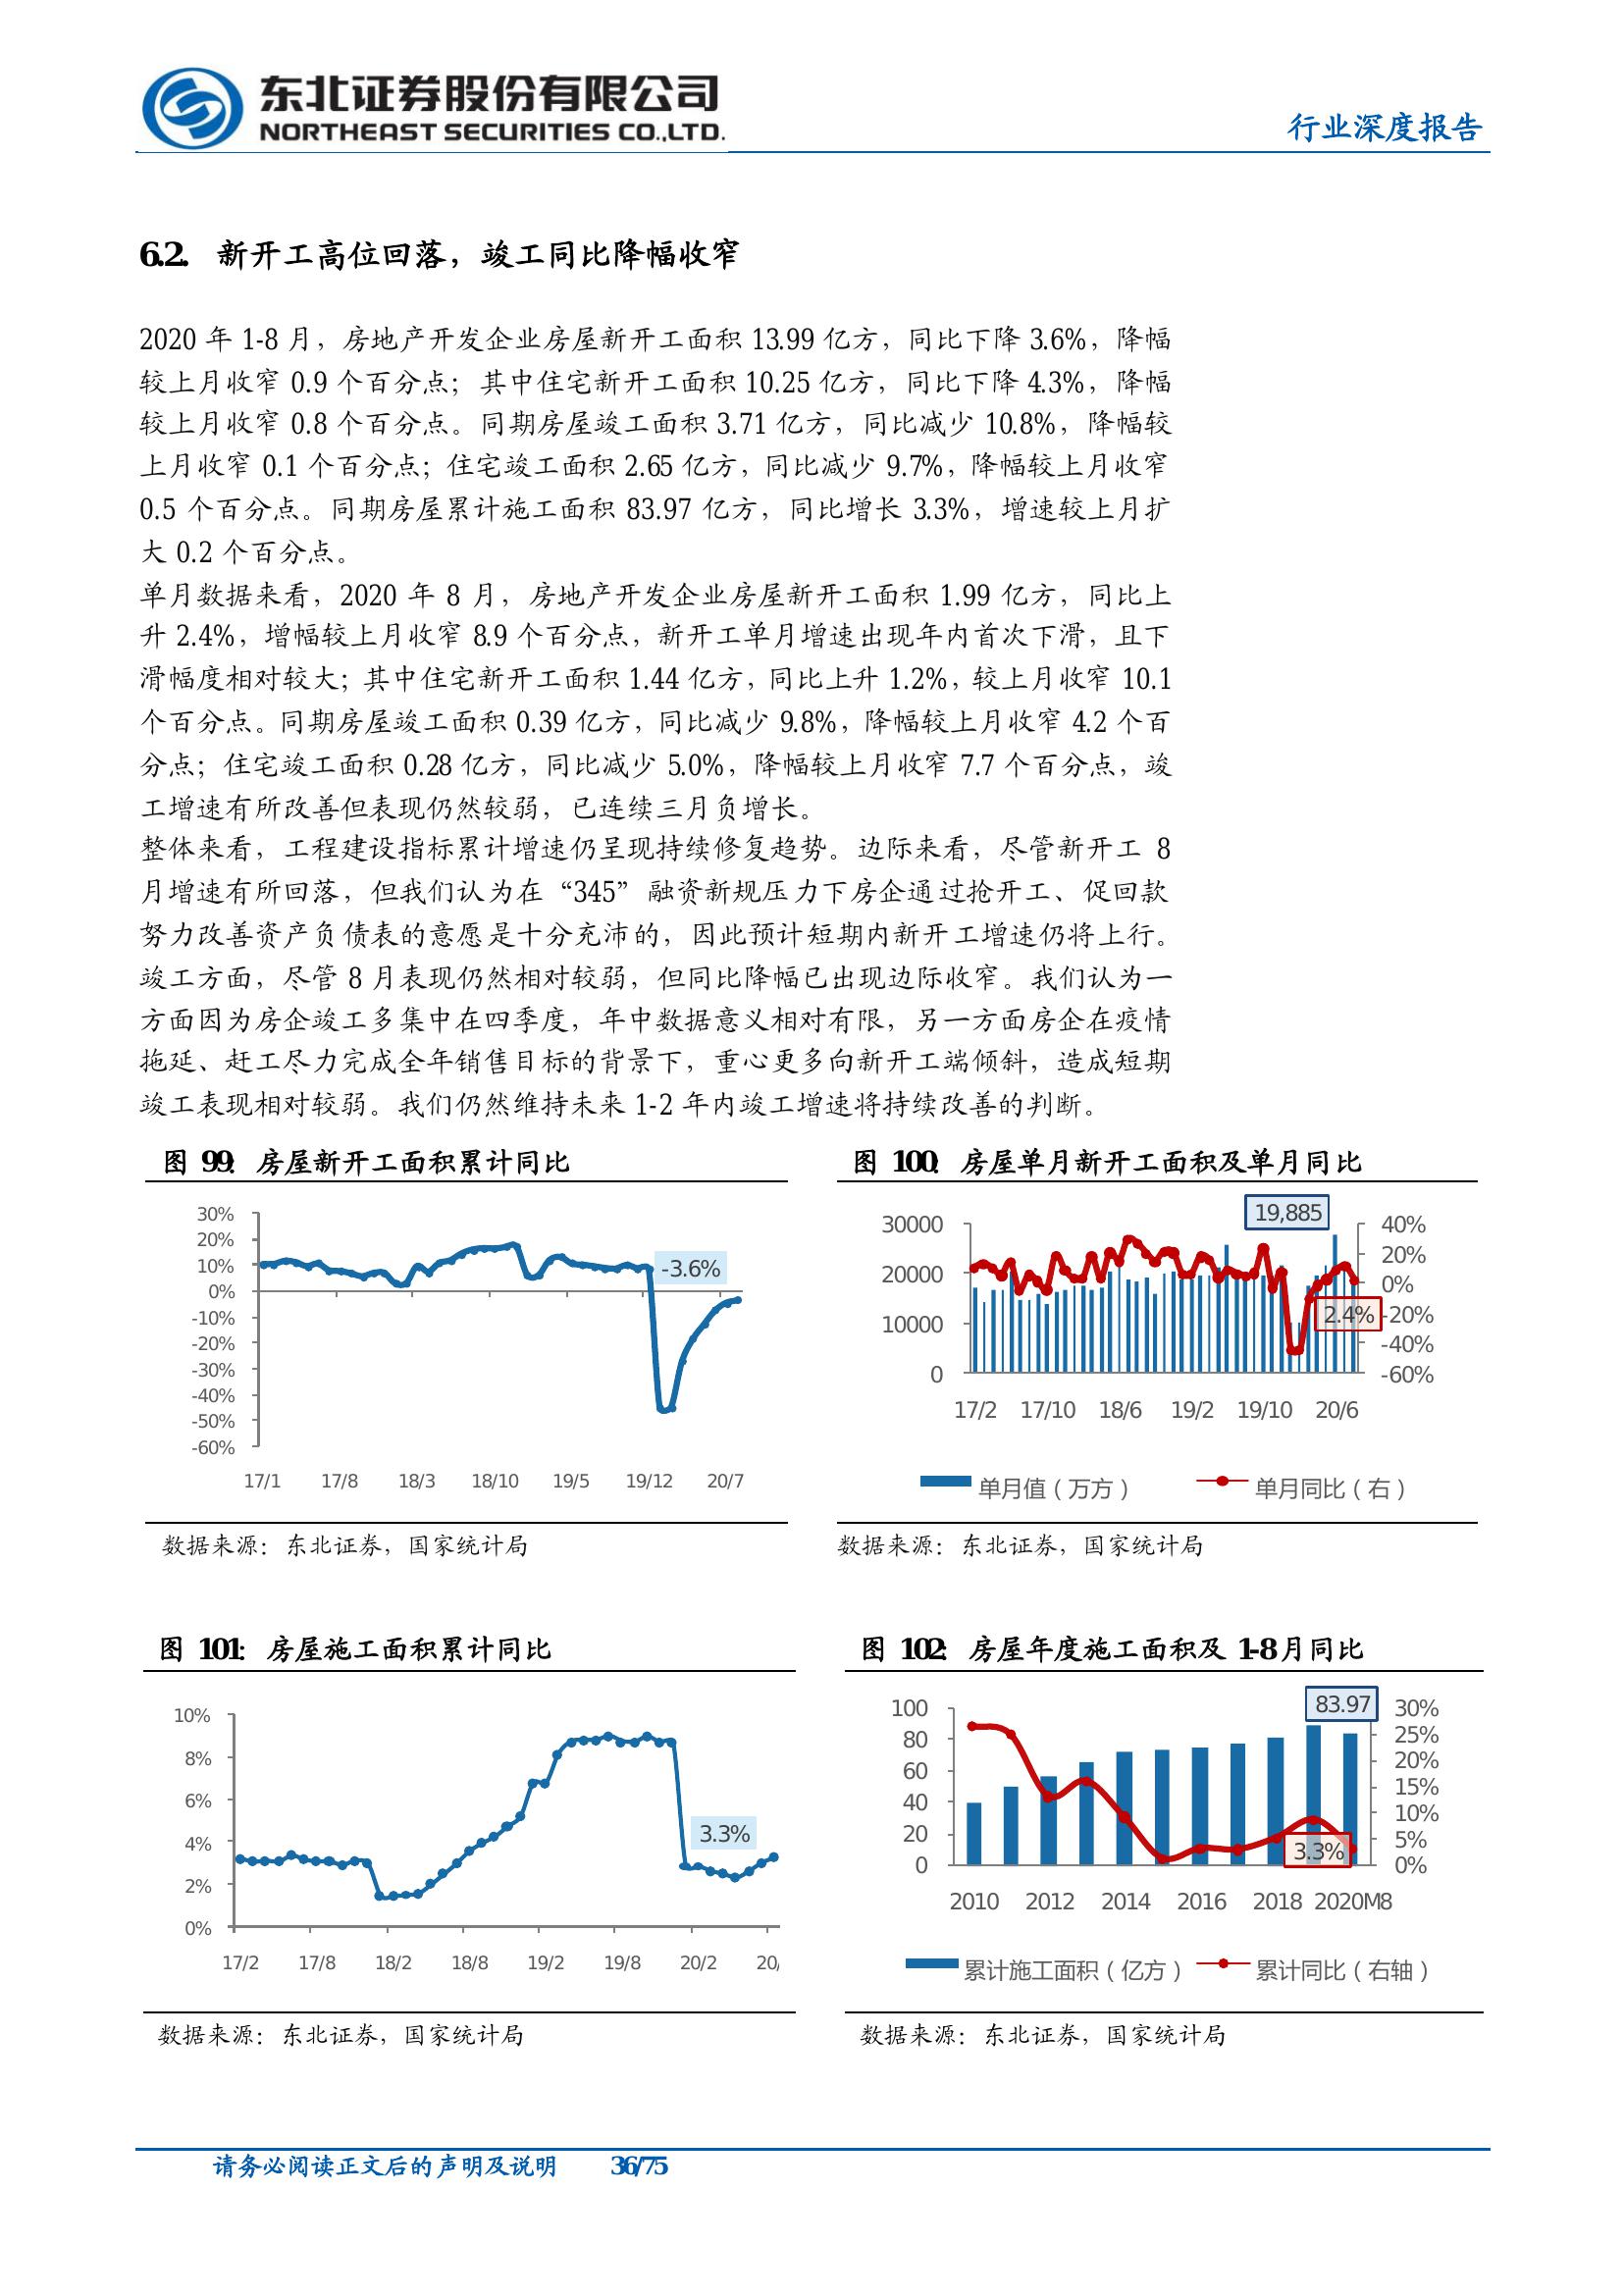 东北证券股份有限公司
NORTHEAST SECURITIES CO.,LTD.
行业深度报告
6.2. 新开工高位回落，竣工同比降幅收窄
2020 年 1-8 月，房地产开发企业房屋新开工面积 13.99 亿方，同比下降 3.6%，降幅
较上月收窄 0.9 个百分点；其中住宅新开工面积 10.25 亿方，同比下降 4.3%，降幅
较上月收窄 0.8 个百分点。同期房屋竣工面积 3.71 亿方，同比减少 10.8%，降幅较
上月收窄 0.1 个百分点；住宅竣工面积 2.65 亿方，同比减少 9.7%，降幅较上月收窄
0.5 个百分点。同期房屋累计施工面积 83.97 亿方，同比增长 3.3%，增速较上月扩
大 0.2 个百分点。
单月数据来看，2020 年 8 月，房地产开发企业房屋新开工面积 1.99 亿方，同比上
升 2.4%，增幅较上月收窄 8.9 个百分点，新开工单月增速出现年内首次下滑，且下
滑幅度相对较大；其中住宅新开工面积 1.44 亿方，同比上升 1.2%，较上月收窄 10.1
个百分点。同期房屋竣工面积 0.39 亿方，同比减少 9.8%，降幅较上月收窄 4.2 个百
分点；住宅竣工面积 0.28 亿方，同比减少 5.0%，降幅较上月收窄 7.7 个百分点，竣
工增速有所改善但表现仍然较弱，已连续三月负增长。
整体来看，工程建设指标累计增速仍呈现持续修复趋势。边际来看，尽管新开工 8
月增速有所回落，但我们认为在“345”融资新规压力下房企通过抢开工、促回款
努力改善资产负债表的意愿是十分充沛的，因此预计短期内新开工增速仍将上行。
竣工方面，尽管 8 月表现仍然相对较弱，但同比降幅已出现边际收窄。我们认为一
方面因为房企竣工多集中在四季度，年中数据意义相对有限，另一方面房企在疫情
拖延、赶工尽力完成全年销售目标的背景下，重心更多向新开工端倾斜，造成短期
竣工表现相对较弱。我们仍然维持未来 1-2 年内竣工增速将持续改善的判断。
图 99：房屋新开工面积累计同比
30%
20%
10%
0%
-10%
-20%
-30%
-40%
-50%
-60%
-3.6%
17/1 17/8 18/3 18/10 19/5 19/12 20/7
数据来源：东北证券，国家统计局
图 100：房屋单月新开工面积及单月同比
30000
20000
10000
0
19,885
2.4%
40%
20%
0%
-20%
-40%
-60%
17/2 17/10 18/6 19/2 19/10 20/6
单月值（万方） 单月同比（右）
数据来源：东北证券，国家统计局
图 101：房屋施工面积累计同比
10%
8%
6%
4%
2%
0%
3.3%
17/2 17/8 18/2 18/8 19/2 19/8 20/2 20/
数据来源：东北证券，国家统计局
图 102：房屋年度施工面积及 1-8月同比
100
80
60
40
20
0
83.97
3.3%
30%
25%
20%
15%
10%
5%
0%
2010 2012 2014 2016 2018 2020M8
累计施工面积（亿方） 累计同比（右轴）
数据来源：东北证券，国家统计局
请务必阅读正文后的声明及说明 36/75